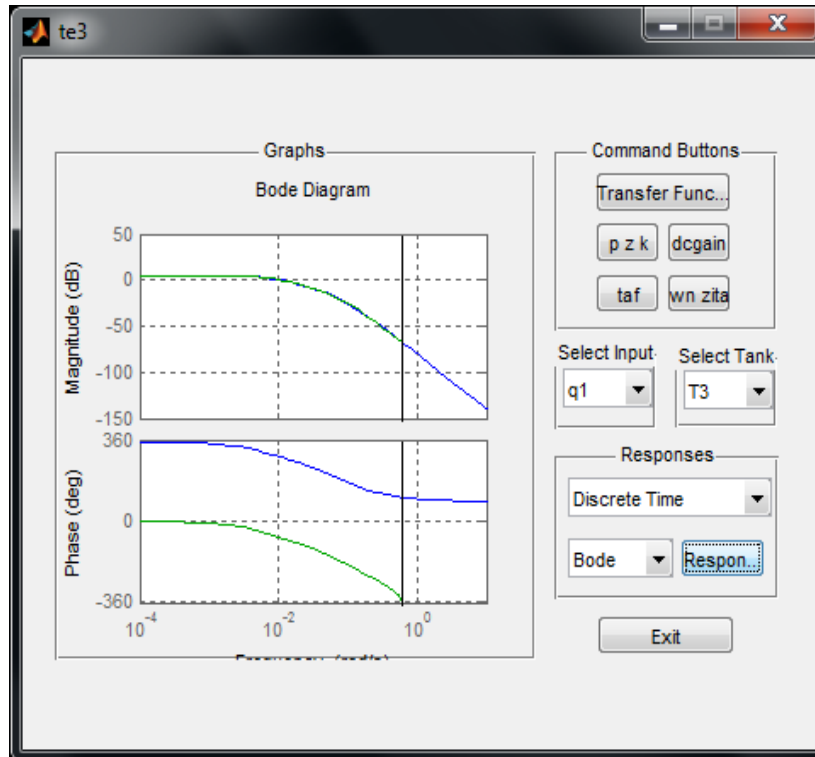 te3
Graphs
Bode Diagram
Magnitude (dB)
50
0
-50
-100
-150
Phase (deg)
360
0
-360
10^-4
10^-2
10^0
Command Buttons
Transfer Func...
p z k
dcgain
taf
wn zita
Select Input
Select Tank
q1
T3
Responses
Discrete Time
Bode
Respon...
Exit